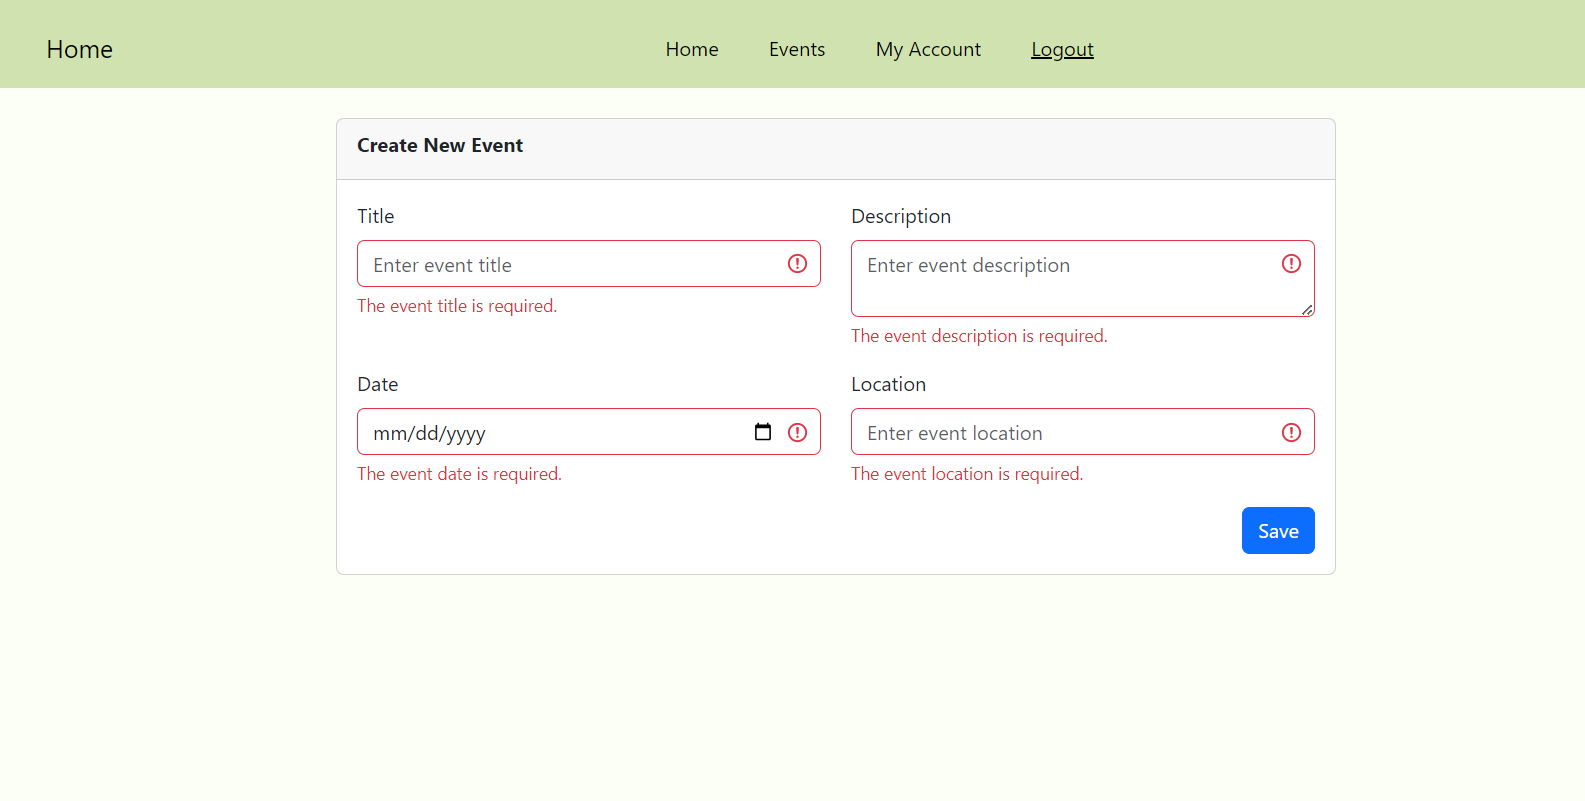 Home
Home Events My Account Logout
Create New Event
Title
Enter event title
The event title is required.
Description
Enter event description
The event description is required.
Date
mm/dd/yyyy
The event date is required.
Location
Enter event location
The event location is required.
Save